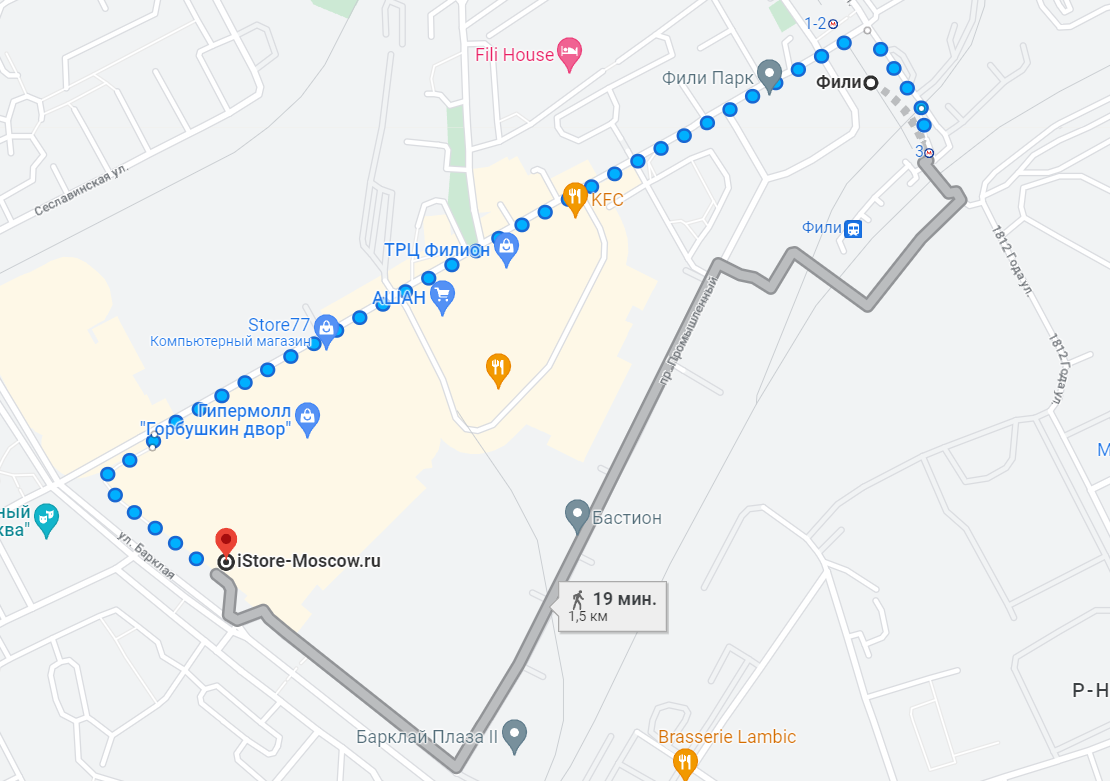 1-2
Fili House
Фили Парк
Фили
3
Сеславинская ул.
KFC
Фили
1812 Года ул.
ТРЦ Филион
АШАН
Store77
Компьютерный магазин
пр. Промышленный
1812 Года ул.
Гипермолл
"Горбушкин двор"
М
ный
ква"
Бастион
ул. Барклая
iStore-Moscow.ru
19 мин.
1,5 км
Р-Н
Барклай Плаза II
Brasserie Lambic